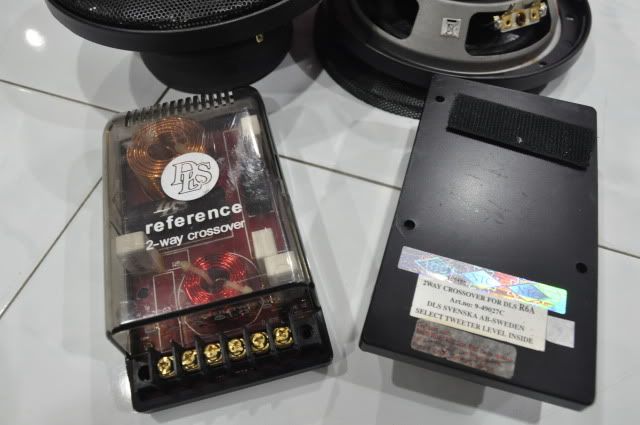 DLS
reference
2-way crossover
2WAY CROSSOVER FOR DLS R6A
Art.no: 9-49027C
DLS SVENSKA AB-SWEDEN
SELECT TWEETER LEVEL INSIDE